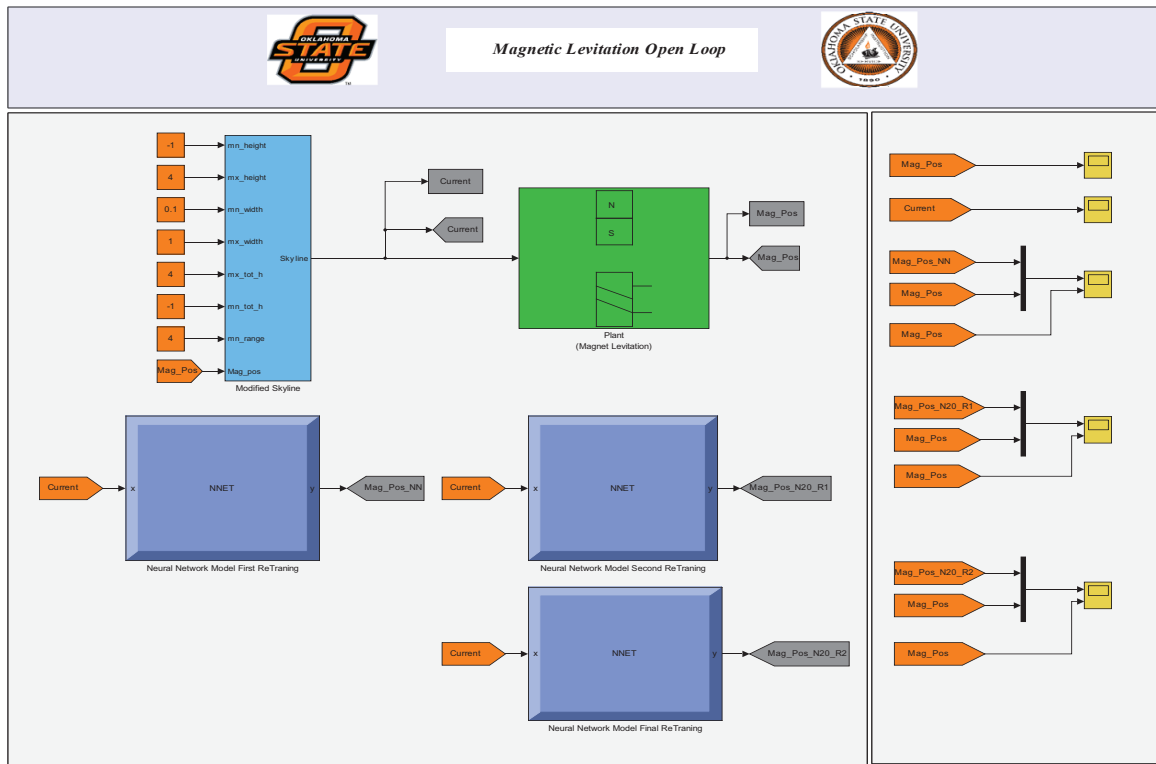 OKLAHOMA
STATE
UNIVERSITY
TM
Magnetic Levitation Open Loop
OKLAHOMA STATE UNIVERSITY
• 1890 •
-1
mn_height
4
mx_height
0.1
mn_width
1
mx_width
4
mx_tot_h
-1
mn_tot_h
4
mn_range
Mag_Pos
Mag_pos
Skyline
Modified Skyline
Current
Current
N
S
Plant
(Magnet Levitation)
Mag_Pos
Mag_Pos
Current
x
NNET
y
Mag_Pos_NN
Neural Network Model First ReTraning
Current
x
NNET
y
Mag_Pos_N20_R1
Neural Network Model Second ReTraning
Current
x
NNET
y
Mag_Pos_N20_R2
Neural Network Model Final ReTraning
Mag_Pos
Current
Mag_Pos_NN
Mag_Pos
Mag_Pos
Mag_Pos_N20_R1
Mag_Pos
Mag_Pos
Mag_Pos_N20_R2
Mag_Pos
Mag_Pos